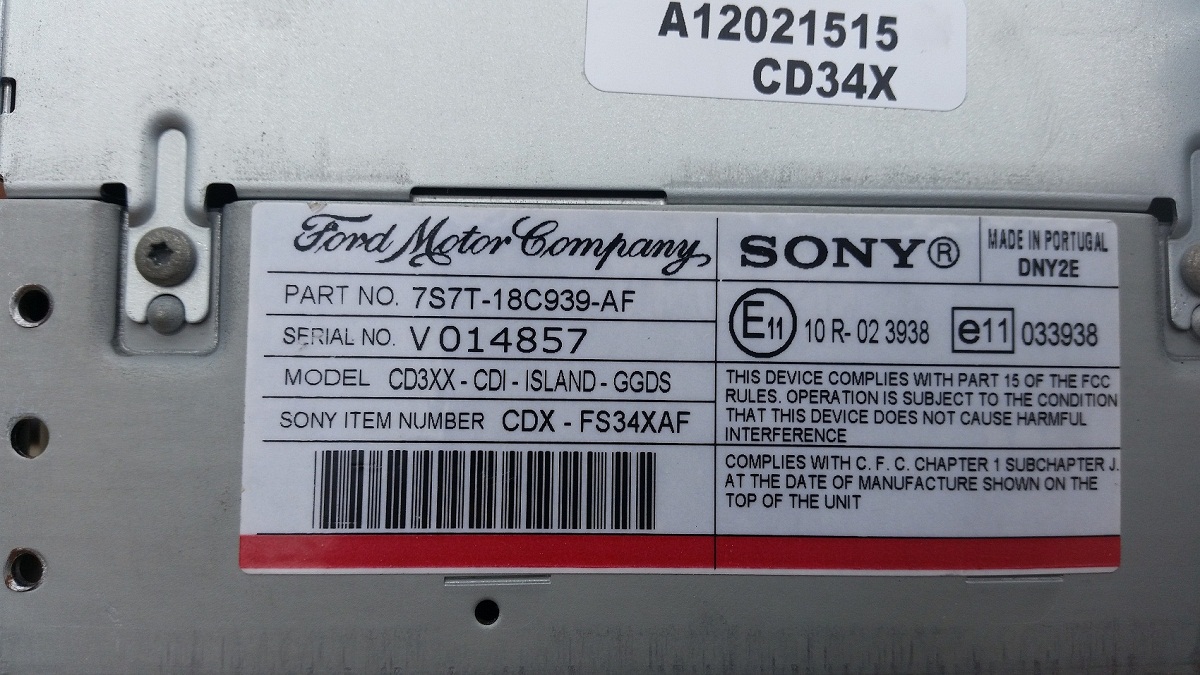 A12021515
CD34X
Ford Motor Company
SONY®
MADE IN PORTUGAL
DNY2E
PART NO. 7S7T-18C939-AF
SERIAL NO. V 014857
MODEL CD3XX - CDI - ISLAND - GGDS
SONY ITEM NUMBER CDX - FS34XAF
E11 10 R- 02 3938 e11 033938
THIS DEVICE COMPLIES WITH PART 15 OF THE FCC
RULES. OPERATION IS SUBJECT TO THE CONDITION
THAT THIS DEVICE DOES NOT CAUSE HARMFUL
INTERFERENCE
COMPLIES WITH C. F. C. CHAPTER 1 SUBCHAPTER J.
AT THE DATE OF MANUFACTURE SHOWN ON THE
TOP OF THE UNIT